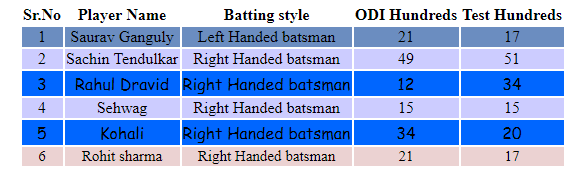 Sr.No Player Name Batting style ODI Hundreds Test Hundreds
1 Saurav Ganguly Left Handed batsman 21 17
2 Sachin Tendulkar Right Handed batsman 49 51
3 Rahul Dravid Right Handed batsman 12 34
4 Sehwag Right Handed batsman 15 15
5 Kohali Right Handed batsman 34 20
6 Rohit sharma Right Handed batsman 21 17